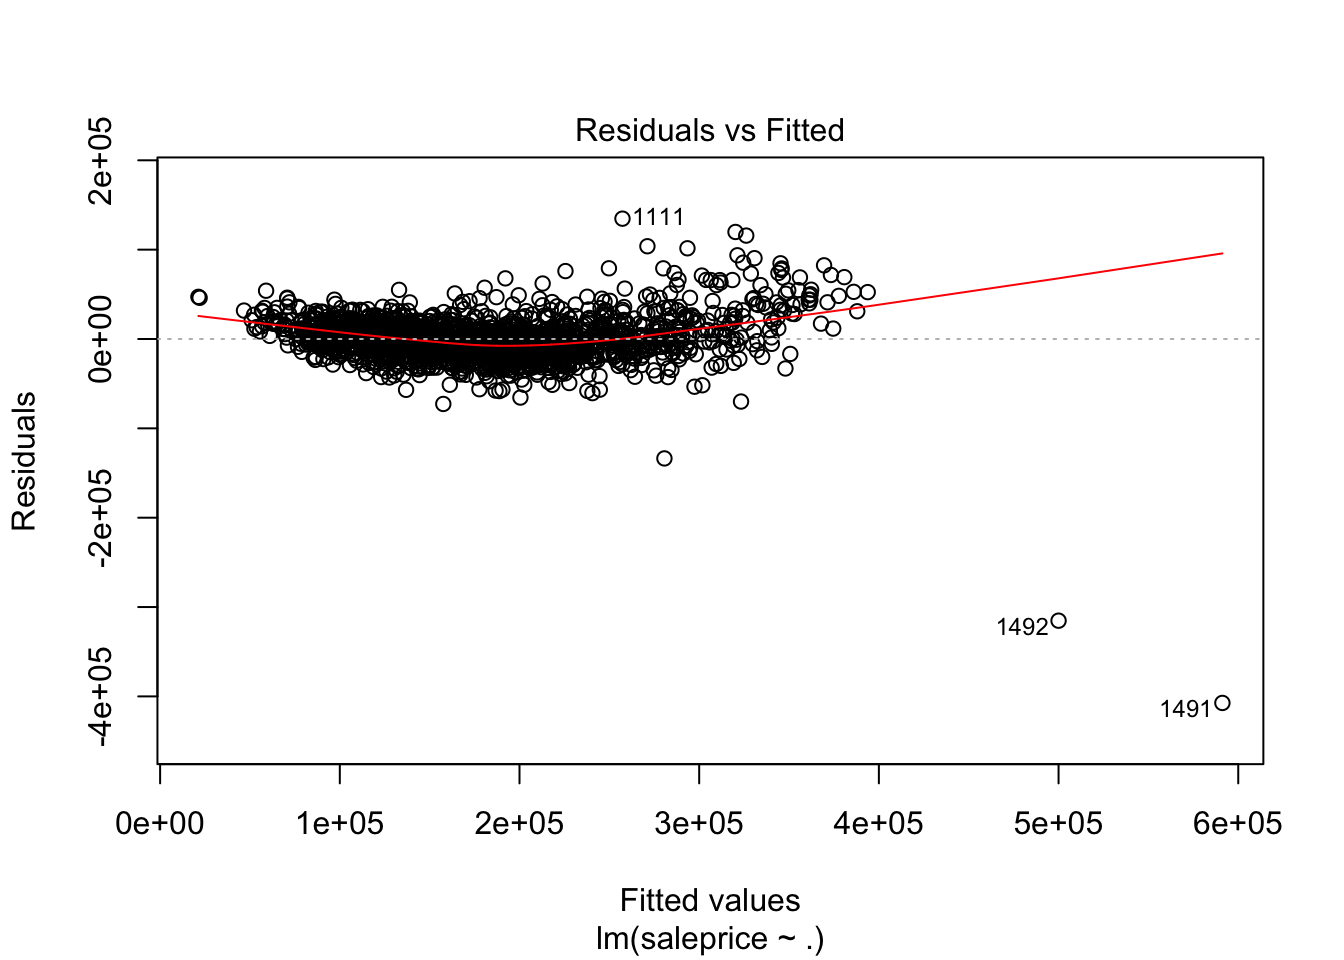 Residuals vs Fitted
2e+05
0e+00
-2e+05
-4e+05
Residuals
1111
1492
1491
0e+00 1e+05 2e+05 3e+05 4e+05 5e+05 6e+05
Fitted values
lm(saleprice ~ .)